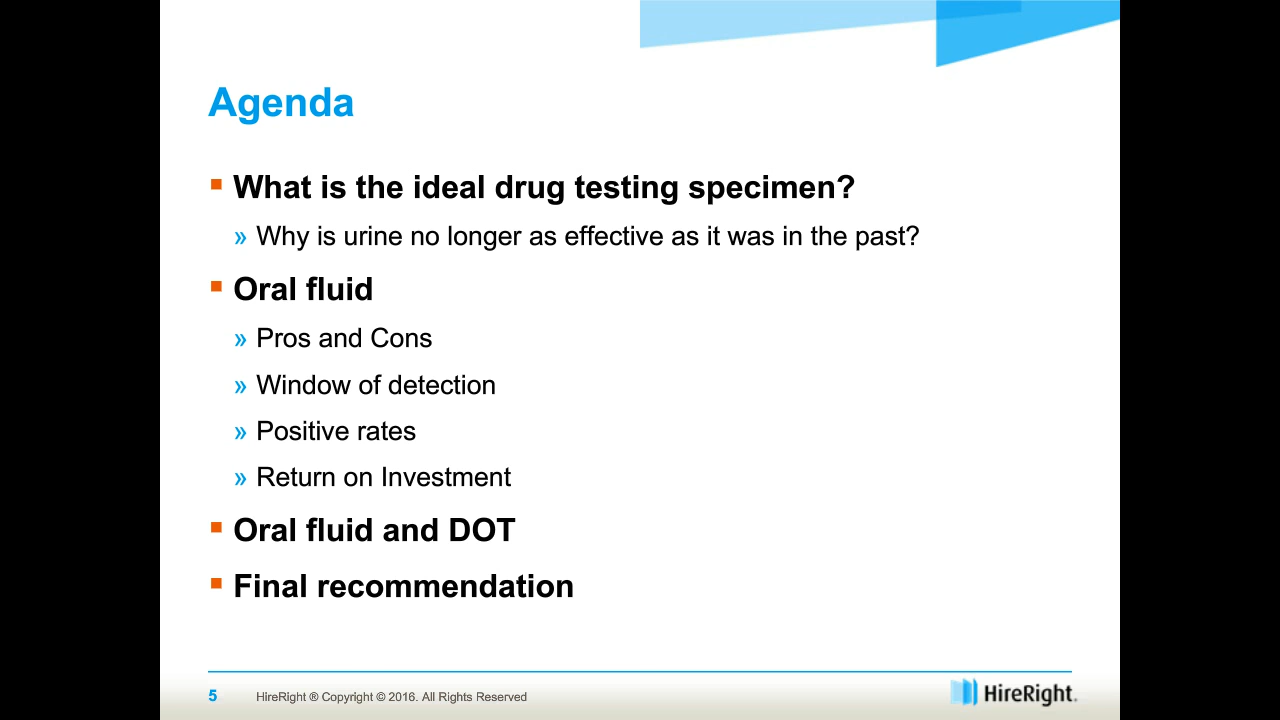 Agenda
▪ What is the ideal drug testing specimen?
» Why is urine no longer as effective as it was in the past?
▪ Oral fluid
» Pros and Cons
» Window of detection
» Positive rates
» Return on Investment
▪ Oral fluid and DOT
▪ Final recommendation
5 HireRight ® Copyright © 2016. All Rights Reserved HireRight.